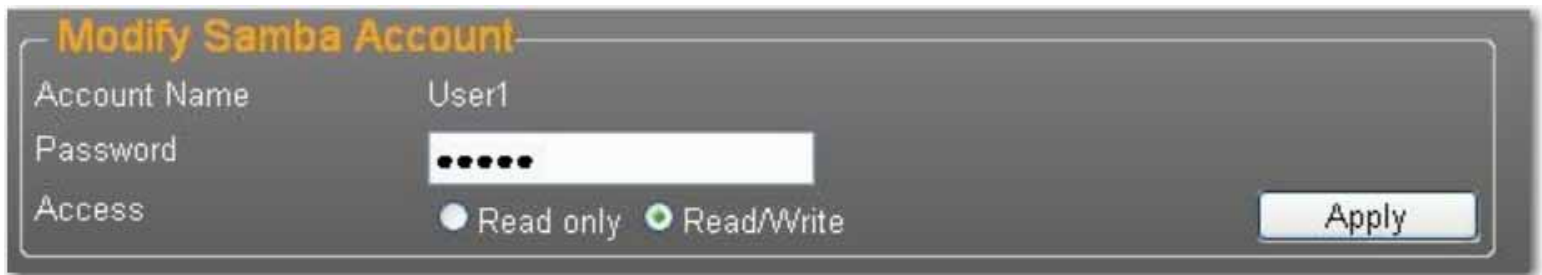 Modify Samba Account
Account Name User1
Password •••••
Access Read only Read/Write Apply